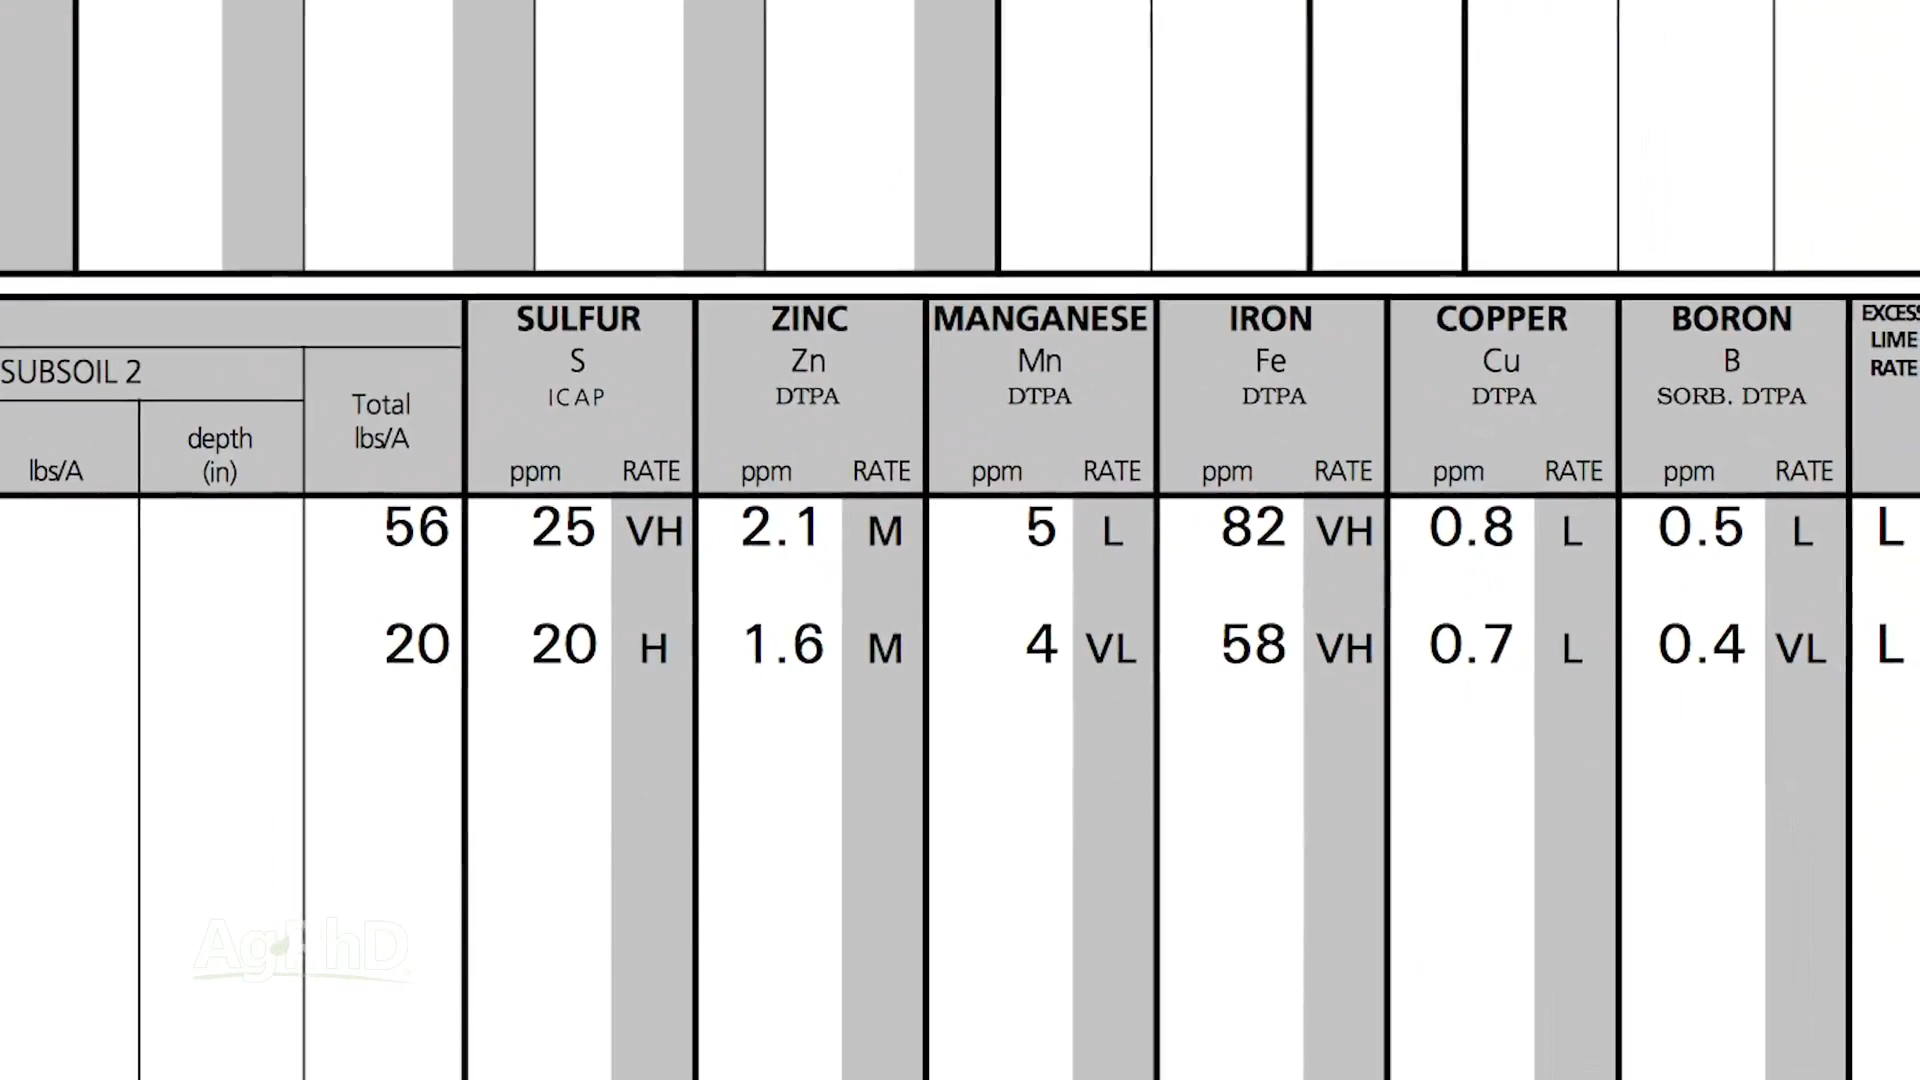 SULFUR ZINC MANGANESE IRON COPPER BORON EXCESS
S Zn Mn Fe Cu B LIME
SUBSOIL 2 Total ICAP DTPA DTPA DTPA DTPA SORB. DTPA RATE
depth lbs/A
lbs/A (in) ppm RATE ppm RATE ppm RATE ppm RATE ppm RATE ppm RATE
56 25 VH 2.1 M 5 L 82 VH 0.8 L 0.5 L L
20 20 H 1.6 M 4 VL 58 VH 0.7 L 0.4 VL L
AgPhD